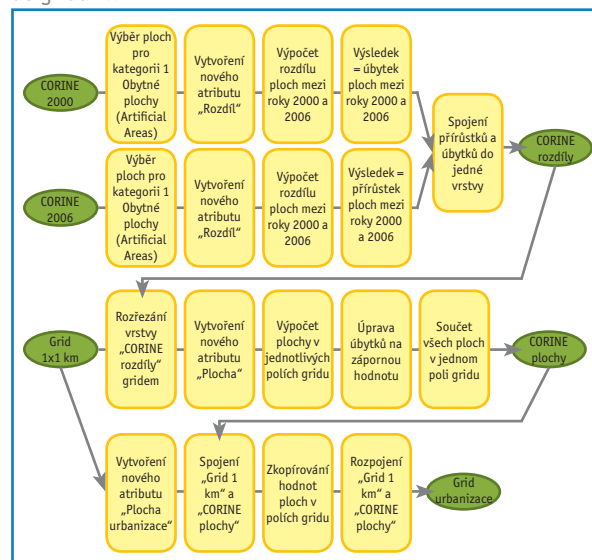 CORINE
2000
Výběr ploch
pro
kategorii 1
Obytné
plochy
(Artificial
Areas)
Vytvoření
nového
atributu
„Rozdíl“
Výpočet
rozdílu
ploch mezi
roky 2000 a
2006
Výsledek
= úbytek
ploch mezi
roky 2000 a
2006
Spojení
přírůstků a
úbytků do
jedné
vrstvy
CORINE
rozdíly
CORINE
2006
Výběr
ploch pro
kategorii 1
Obytné
plochy
(Artificial
Areas)
Vytvoření
nového
atributu
„Rozdíl“
Výpočet
rozdílu
ploch mezi
roky 2000 a
2006
Výsledek =
přírůstek
ploch mezi
roky 2000
a 2006
Grid
1x1 km
Rozřezání
vrstvy
„CORINE
rozdíly“
gridem
Vytvoření
nového
atributu
„Plocha“
Výpočet
plochy v
jednotlivých
polích gridu
Úprava
úbytků na
zápornou
hodnotu
Součet
všech ploch
v jednom
poli gridu
CORINE
plochy
Vytvoření
nového
atributu
„Plocha
urbanizace“
Spojení
„Grid 1
km“ a
„CORINE
plochy“
Zkopírování
hodnot
ploch v
polích gridu
Rozpojení
„Grid 1
km“ a
„CORINE
plochy“
Grid
urbanizace